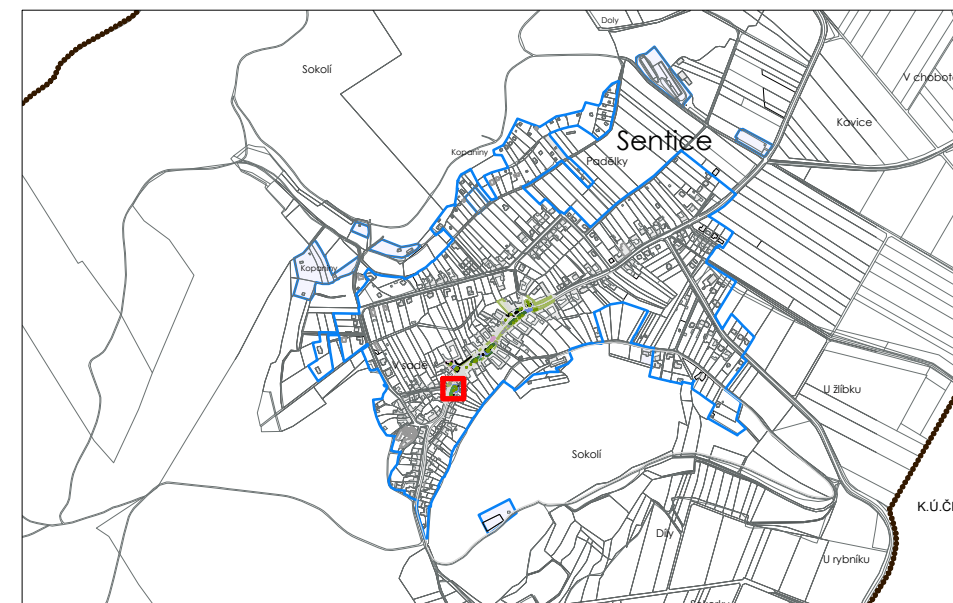 Doly
Sokolí
V chobot
Kavice
Sentice
Kopaniny
Padělky
Kopaniny
V sadě
U žlíbku
Sokolí
K.Ú.Č
Díly
U rybníku